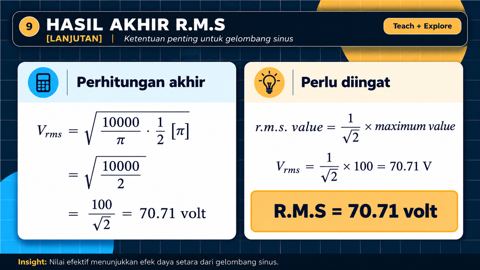 9 HASIL AKHIR R.M.S
[LANJUTAN] | Ketentuan penting untuk gelombang sinus
Teach + Explore
Perhitungan akhir
V_rms = √(10000/π · 1/2 [π])
= √(10000/2)
= 100/√2 = 70.71 volt
Perlu diingat
r.m.s. value = 1/√2 × maximum value
V_rms = 1/√2 × 100 = 70.71 V
R.M.S = 70.71 volt
Insight: Nilai efektif menunjukkan efek daya setara dari gelombang sinus.